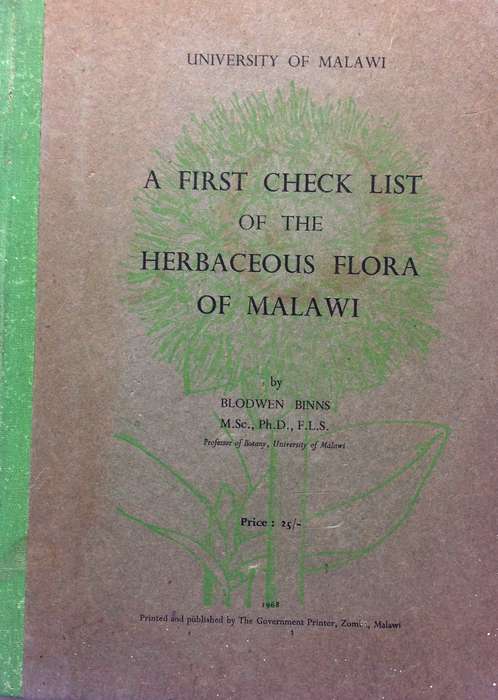 UNIVERSITY OF MALAWI
A FIRST CHECK LIST
OF THE
HERBACEOUS FLORA
OF MALAWI
by
BLODWEN BINNS
M.Sc., Ph.D., F.L.S.
Professor of Botany, University of Malawi
Price : 25/-
1968
Printed and published by The Government Printer, Zomba, Malawi